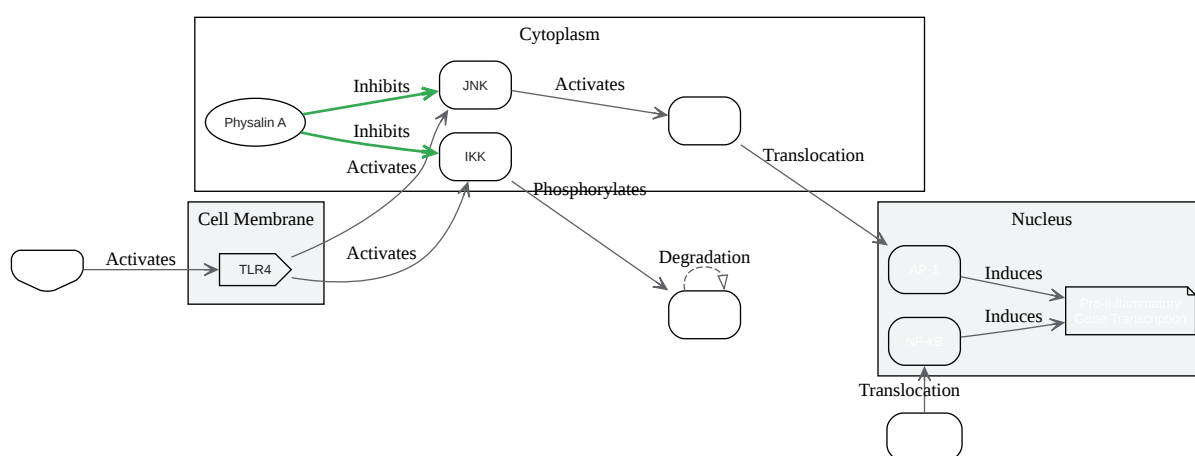 Cytoplasm
Inhibits
JNK
Activates
Physalin A
Inhibits
IKK
Activates
Translocation
Phosphorylates
Cell Membrane
Nucleus
Activates
TLR4
Activates
Degradation
AP-1
Induces
Pro-inflammatory
Gene Transcription
Induces
NF-κB
Translocation